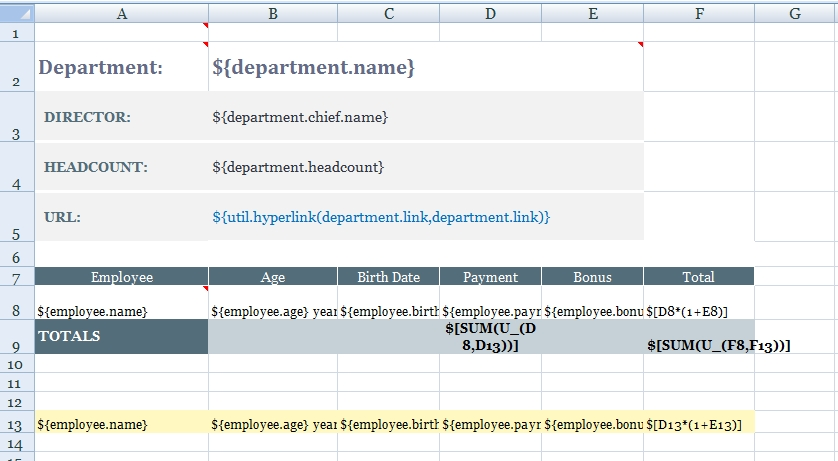 A B C D E F G
1
2 Department: ${department.name}
3 DIRECTOR: ${department.chief.name}
4 HEADCOUNT: ${department.headcount}
5 URL: ${util.hyperlink(department.link,department.link)}
6
7 Employee Age Birth Date Payment Bonus Total
8 ${employee.name} ${employee.age} year ${employee.birth ${employee.payr ${employee.bonu $[D8*(1+E8)]
9 TOTALS $[SUM(U_(D
8,D13))] $[SUM(U_(F8,F13))]
10
11
12
13 ${employee.name} ${employee.age} year ${employee.birth ${employee.payr ${employee.bonu $[D13*(1+E13)]
14